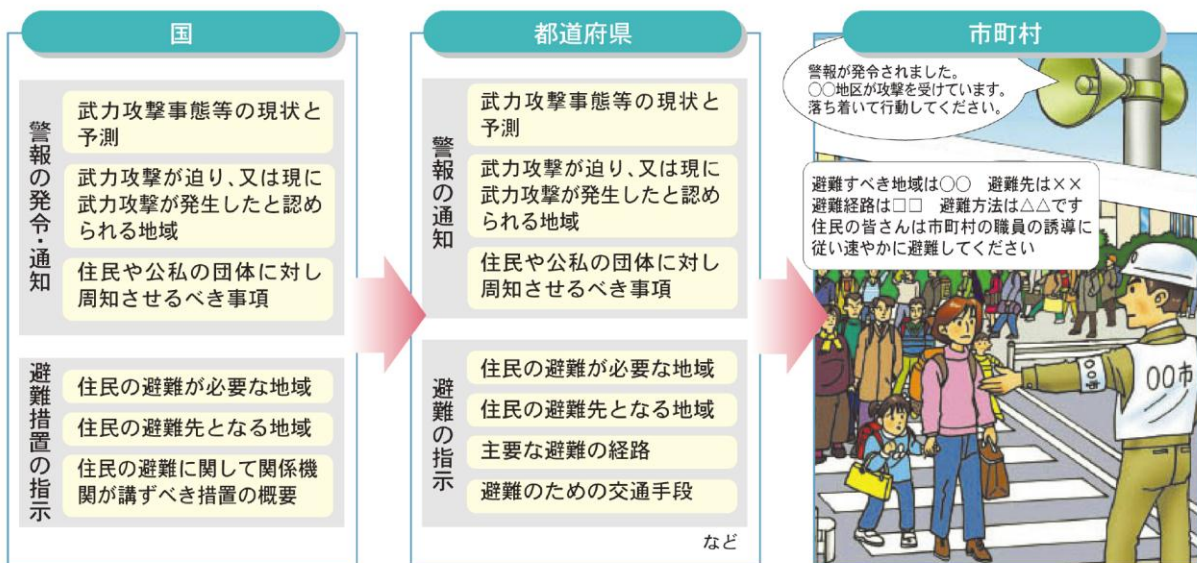 国
警報の発令・通知
武力攻撃事態等の現状と
予測
武力攻撃が迫り、又は現に
武力攻撃が発生したと認め
られる地域
住民や公私の団体に対し
周知させるべき事項
避難措置の指示
住民の避難が必要な地域
住民の避難先となる地域
住民の避難に関して関係機
関が講ずべき措置の概要
都道府県
警報の通知
武力攻撃事態等の現状と
予測
武力攻撃が迫り、又は現に
武力攻撃が発生したと認め
られる地域
住民や公私の団体に対し
周知させるべき事項
避難の指示
住民の避難が必要な地域
住民の避難先となる地域
主要な避難の経路
避難のための交通手段
など
市町村
警報が発令されました。
○○地区が攻撃を受けています。
落ち着いて行動してください。
避難すべき地域は○○ 避難先は××
避難経路は□□ 避難方法は△△です
住民の皆さんは市町村の職員の誘導に
従い速やかに避難してください
○○市
○○市